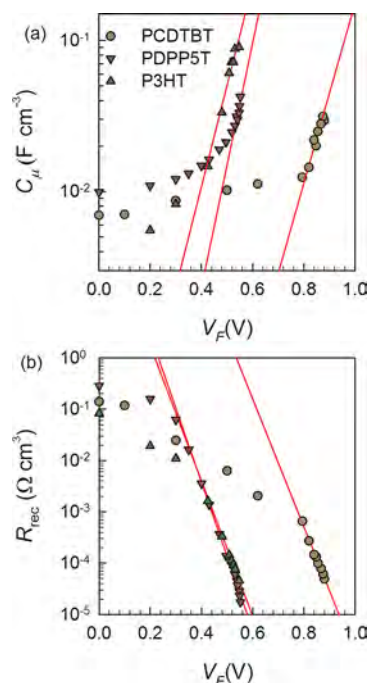 (a)
PCDTBT
PDPP5T
P3HT
10⁻¹
10⁻²
C_μ (F cm⁻³)
0.0 0.2 0.4 0.6 0.8 1.0
V_F(V)
(b)
10⁰
10⁻¹
10⁻²
10⁻³
10⁻⁴
10⁻⁵
R_rec (Ω cm³)
0.0 0.2 0.4 0.6 0.8 1.0
V_F(V)